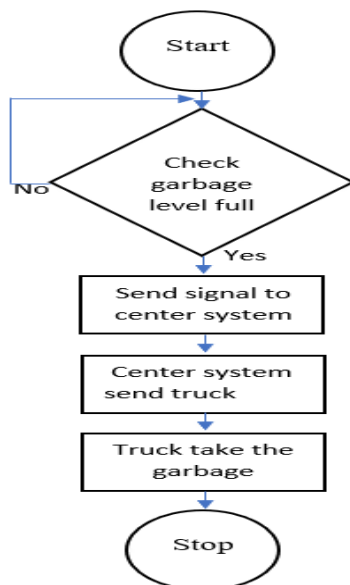 Start
Check
garbage
level full
No
Yes
Send signal to
center system
Center system
send truck
Truck take the
garbage
Stop